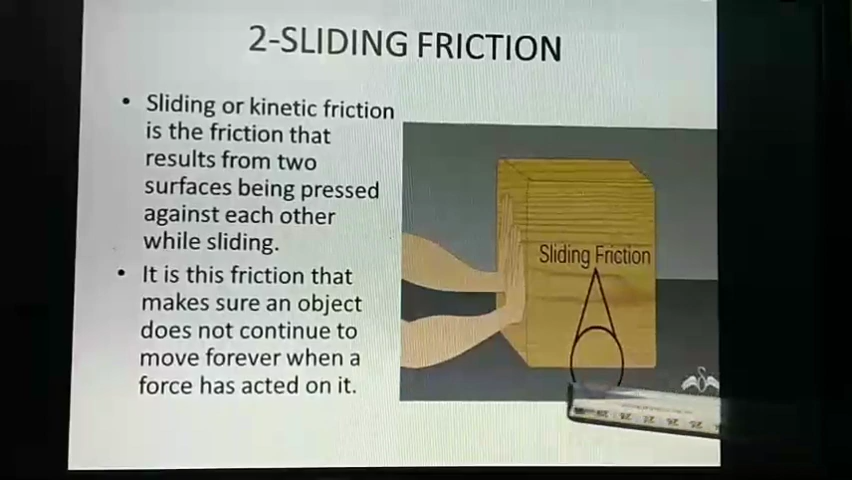 2-SLIDING FRICTION
• Sliding or kinetic friction
is the friction that
results from two
surfaces being pressed
against each other
while sliding.
• It is this friction that
makes sure an object
does not continue to
move forever when a
force has acted on it.
Sliding Friction